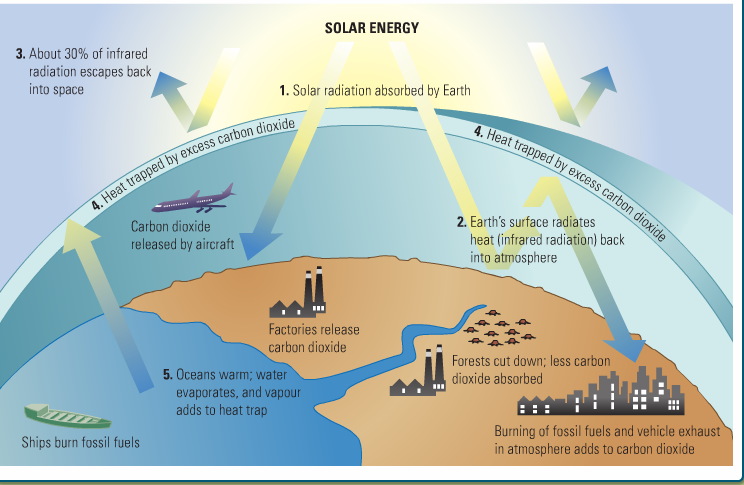 SOLAR ENERGY
3. About 30% of infrared
radiation escapes back
into space
1. Solar radiation absorbed by Earth
4. Heat trapped by excess carbon dioxide
4. Heat trapped by excess carbon dioxide
Carbon dioxide
released by aircraft
2. Earth's surface radiates
heat (infrared radiation) back
into atmosphere
Factories release
carbon dioxide
Forests cut down; less carbon
dioxide absorbed
5. Oceans warm; water
evaporates, and vapour
adds to heat trap
Ships burn fossil fuels
Burning of fossil fuels and vehicle exhaust
in atmosphere adds to carbon dioxide